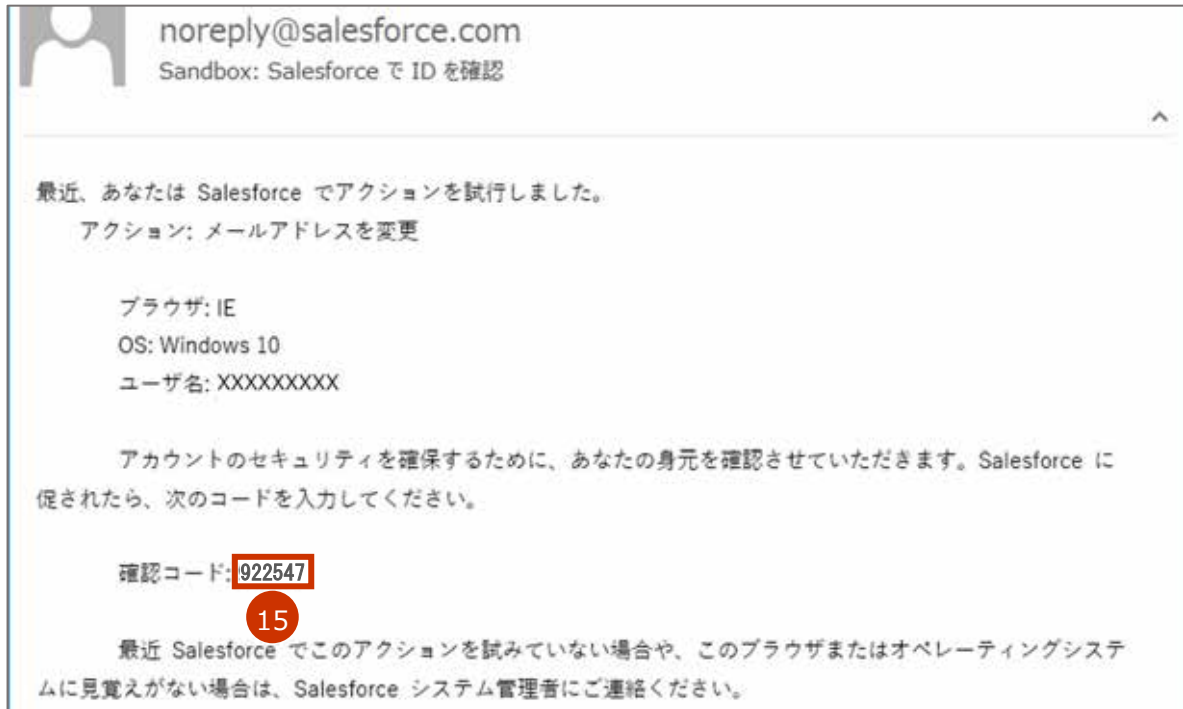 noreply@salesforce.com
Sandbox: Salesforce で ID を確認
最近、あなたは Salesforce でアクションを試行しました。
アクション: メールアドレスを変更
ブラウザ: IE
OS: Windows 10
ユーザ名: XXXXXXXXX
アカウントのセキュリティを確保するために、あなたの身元を確認させていただきます。Salesforce に
促されたら、次のコードを入力してください。
確認コード: 922547
15
最近 Salesforce でこのアクションを試みていない場合や、このブラウザまたはオペレーティングシステ
ムに見覚えがない場合は、Salesforce システム管理者にご連絡ください。